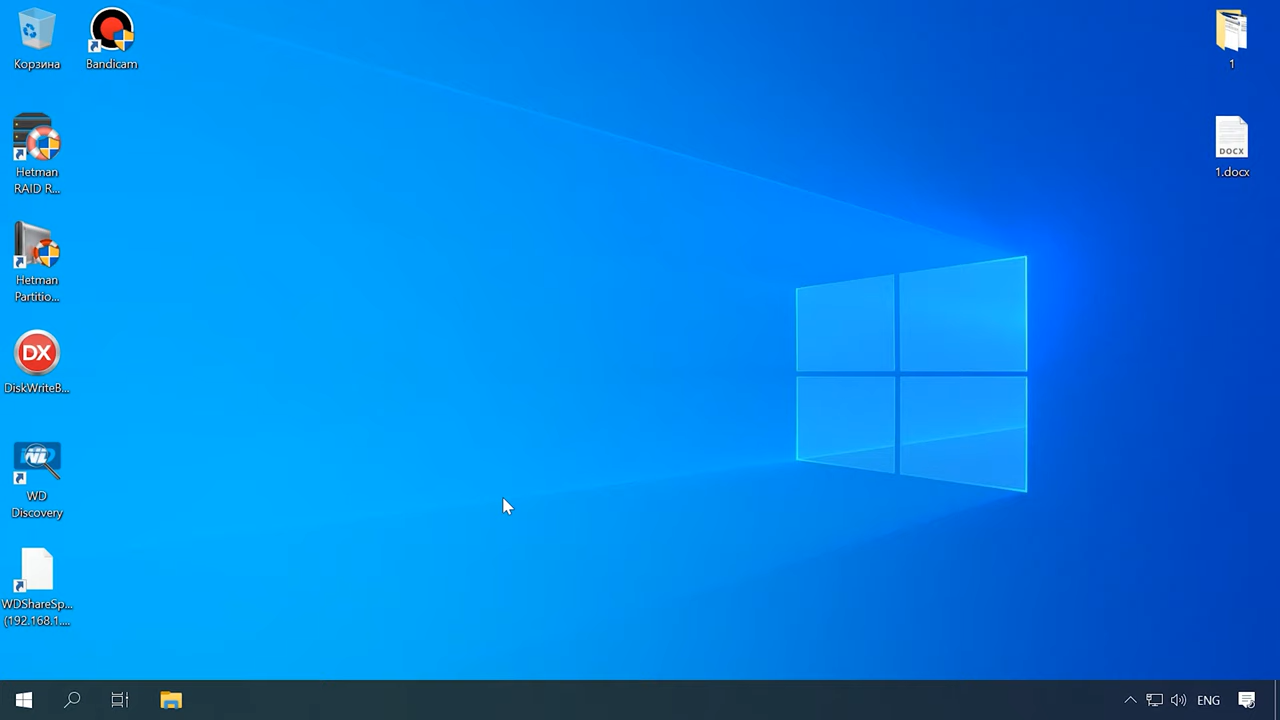 Корзина
Bandicam
1
Hetman
RAID R...
DOCX
1.docx
Hetman
Partitio...
DX
DiskWriteB...
WD
WD
Discovery
WDShareSp...
(192.168.1....
ENG